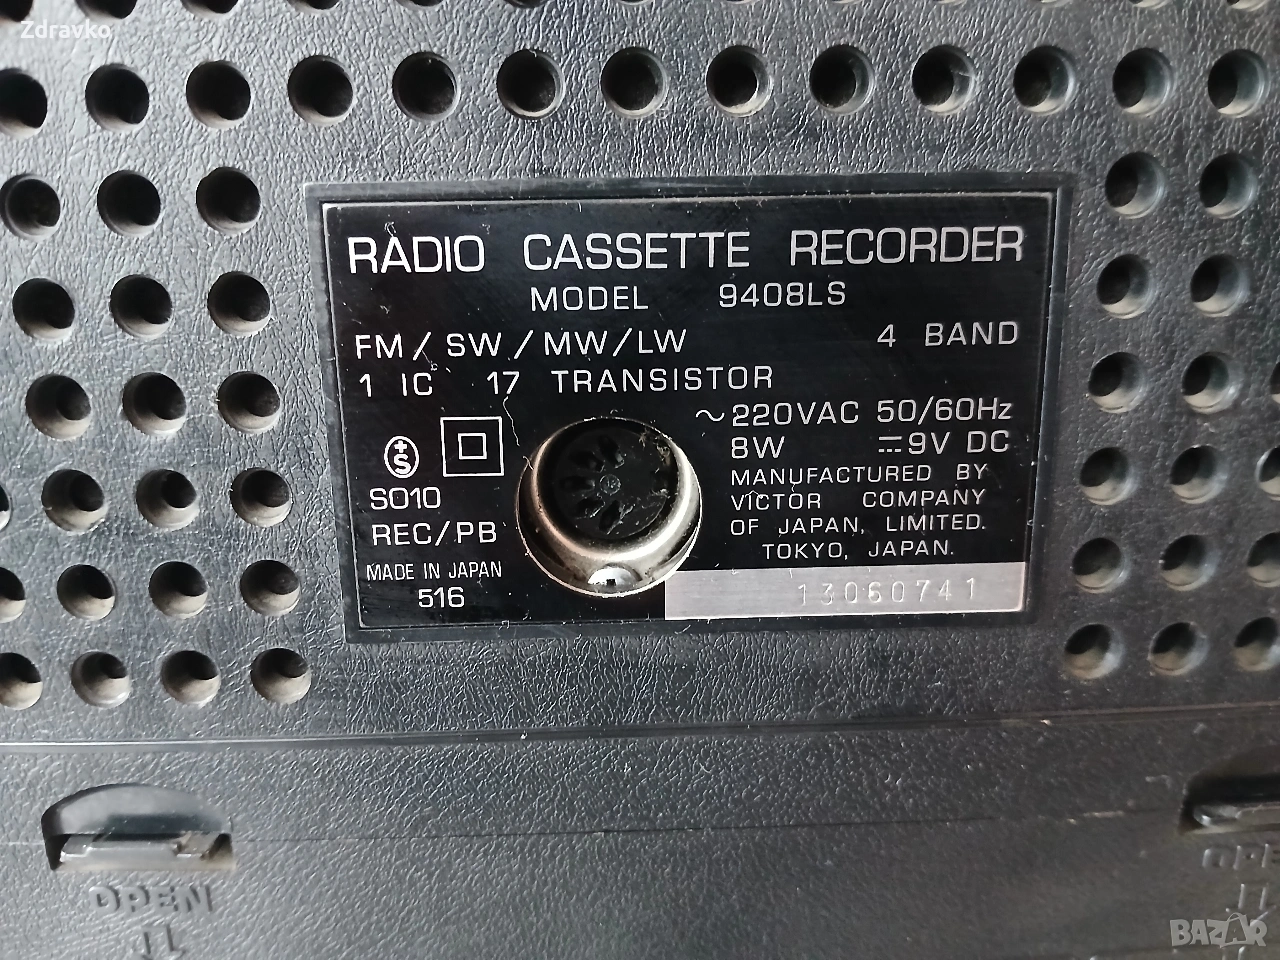 Zdravko
RADIO CASSETTE RECORDER
MODEL 9408LS
FM/SW/MW/LW 4 BAND
1 IC 17 TRANSISTOR
~220VAC 50/60Hz
8W ⎓9V DC
MANUFACTURED BY
VICTOR COMPANY
OF JAPAN, LIMITED.
TOKYO, JAPAN.
+S
S010
REC/PB
MADE IN JAPAN
516
13060741
OPEN
OPE
BAZAR